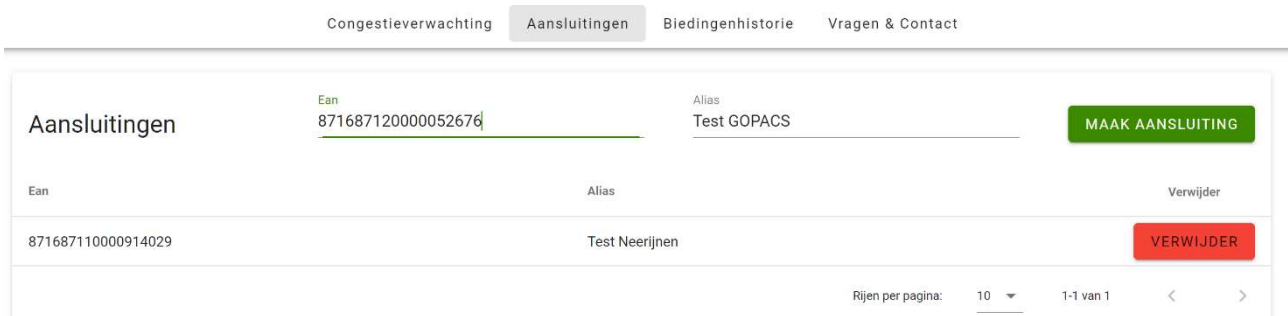 Congestieverwachting Aansluitingen Biedingenhistorie Vragen & Contact
Ean Alias
Aansluitingen 871687120000052676 Test GOPACS MAAK AANSLUITING
Ean Alias Verwijder
871687110000914029 Test Neerijnen VERWIJDER
Rijen per pagina: 10 1-1 van 1